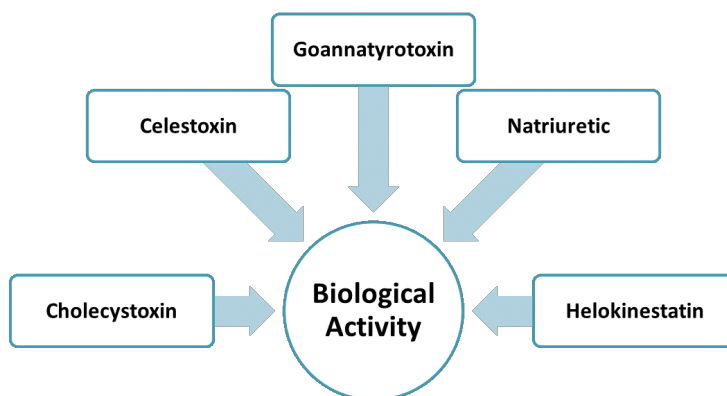 Goannatyrotoxin
Celestoxin
Natriuretic
Cholecystoxin
Biological
Activity
Helokinestatin